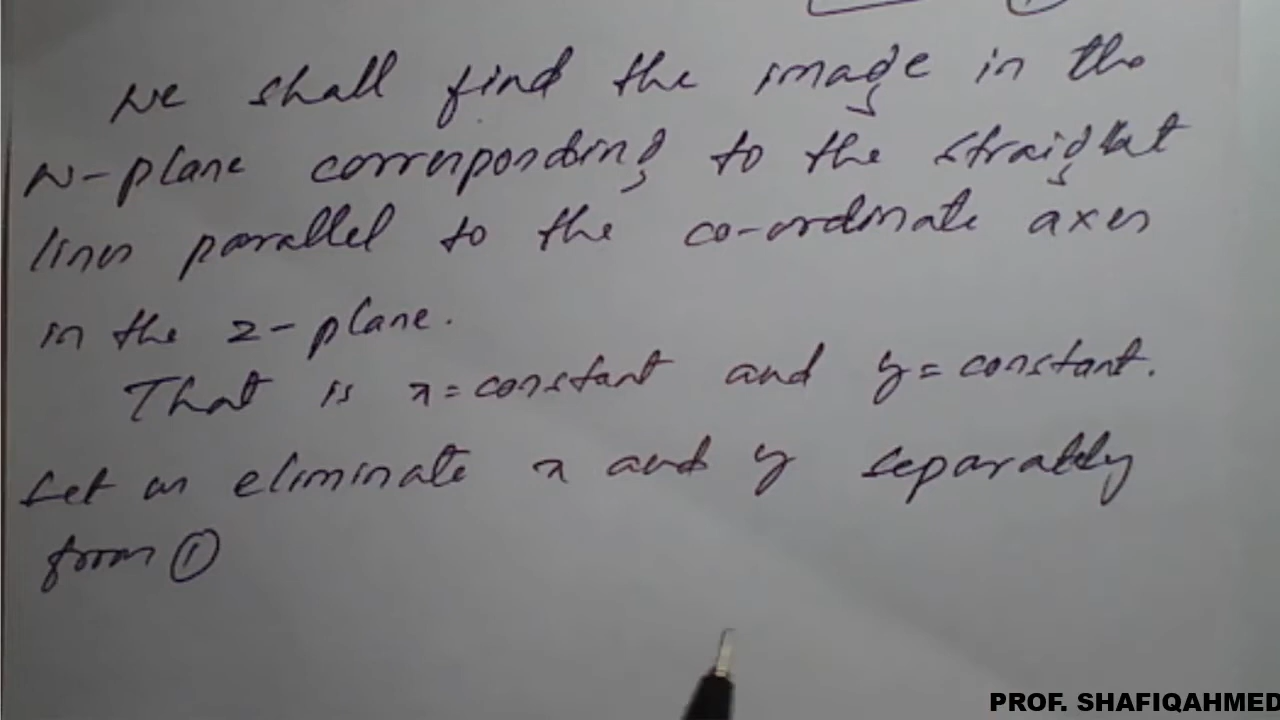 We shall find the image in the
w-plane corresponding to the straight
lines parallel to the co-ordinate axes
in the z-plane.
That is x=constant and y=constant.
Let us eliminate x and y separately
from ①
PROF. SHAFIQAHMED